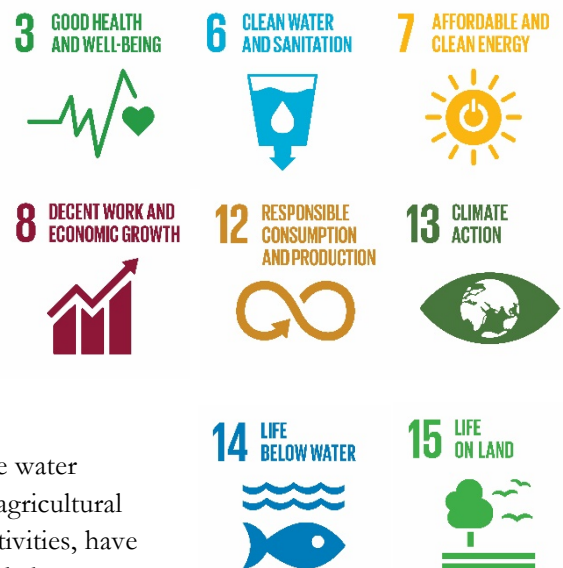 3 GOOD HEALTH
AND WELL-BEING
6 CLEAN WATER
AND SANITATION
7 AFFORDABLE AND
CLEAN ENERGY
8 DECENT WORK AND
ECONOMIC GROWTH
12 RESPONSIBLE
CONSUMPTION
AND PRODUCTION
13 CLIMATE
ACTION
14 LIFE
BELOW WATER
15 LIFE
ON LAND
water
agricultural
have